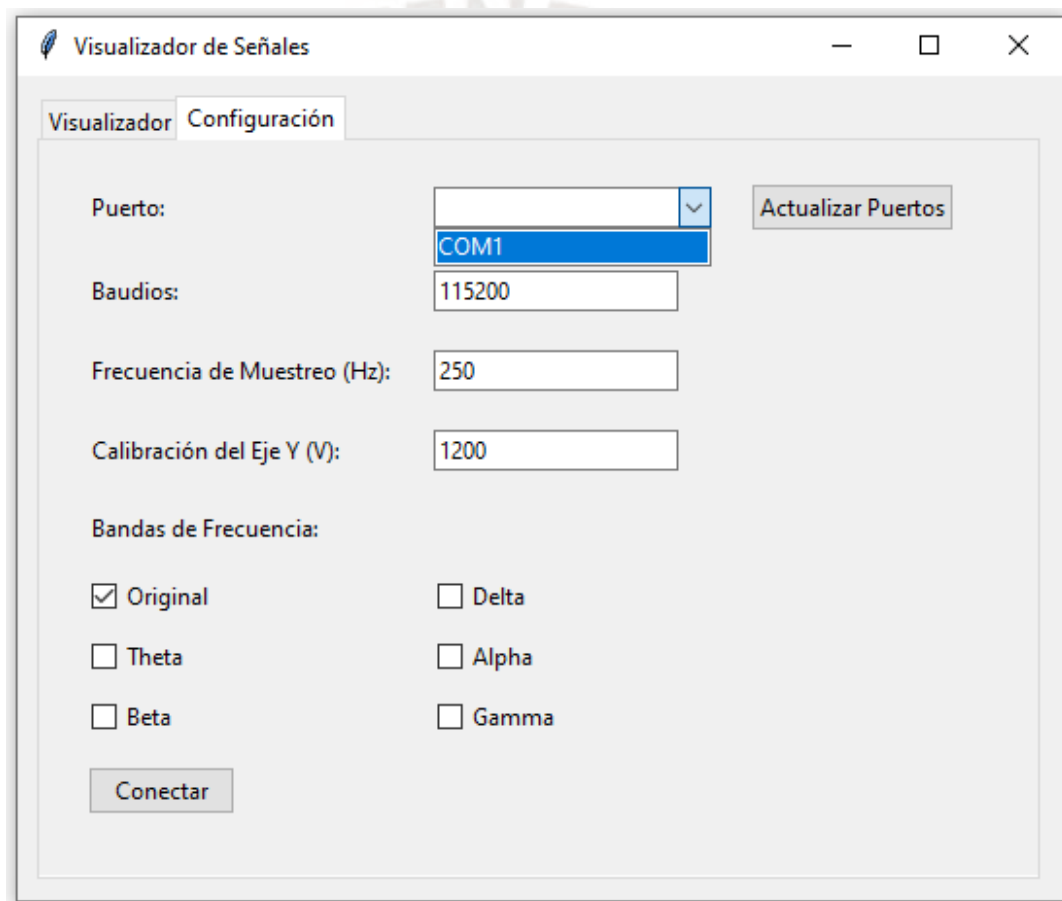 Visualizador de Señales
Visualizador Configuración
Puerto: Actualizar Puertos
COM1
Baudios: 115200
Frecuencia de Muestreo (Hz): 250
Calibración del Eje Y (V): 1200
Bandas de Frecuencia:
Original Delta
Theta Alpha
Beta Gamma
Conectar